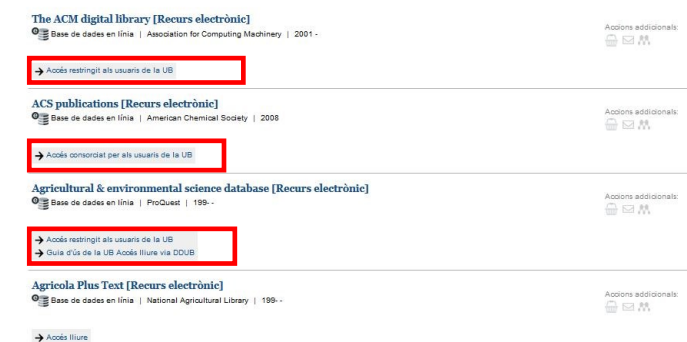 The ACM digital library [Recurs electrònic]
Base de dades en línia | Association for Computing Machinery | 2001 -
Accions addicionals:
Accés restringit als usuaris de la UB
ACS publications [Recurs electrònic]
Base de dades en línia | American Chemical Society | 2008
Accions addicionals:
Accés consorciat per als usuaris de la UB
Agricultural & environmental science database [Recurs electrònic]
Base de dades en línia | ProQuest | 199- -
Accions addicionals:
Accés restringit als usuaris de la UB
Guia d'ús de la UB Accés lliure via DDUB
Agricola Plus Text [Recurs electrònic]
Base de dades en línia | National Agricultural Library | 199- -
Accions addicionals:
Accés lliure